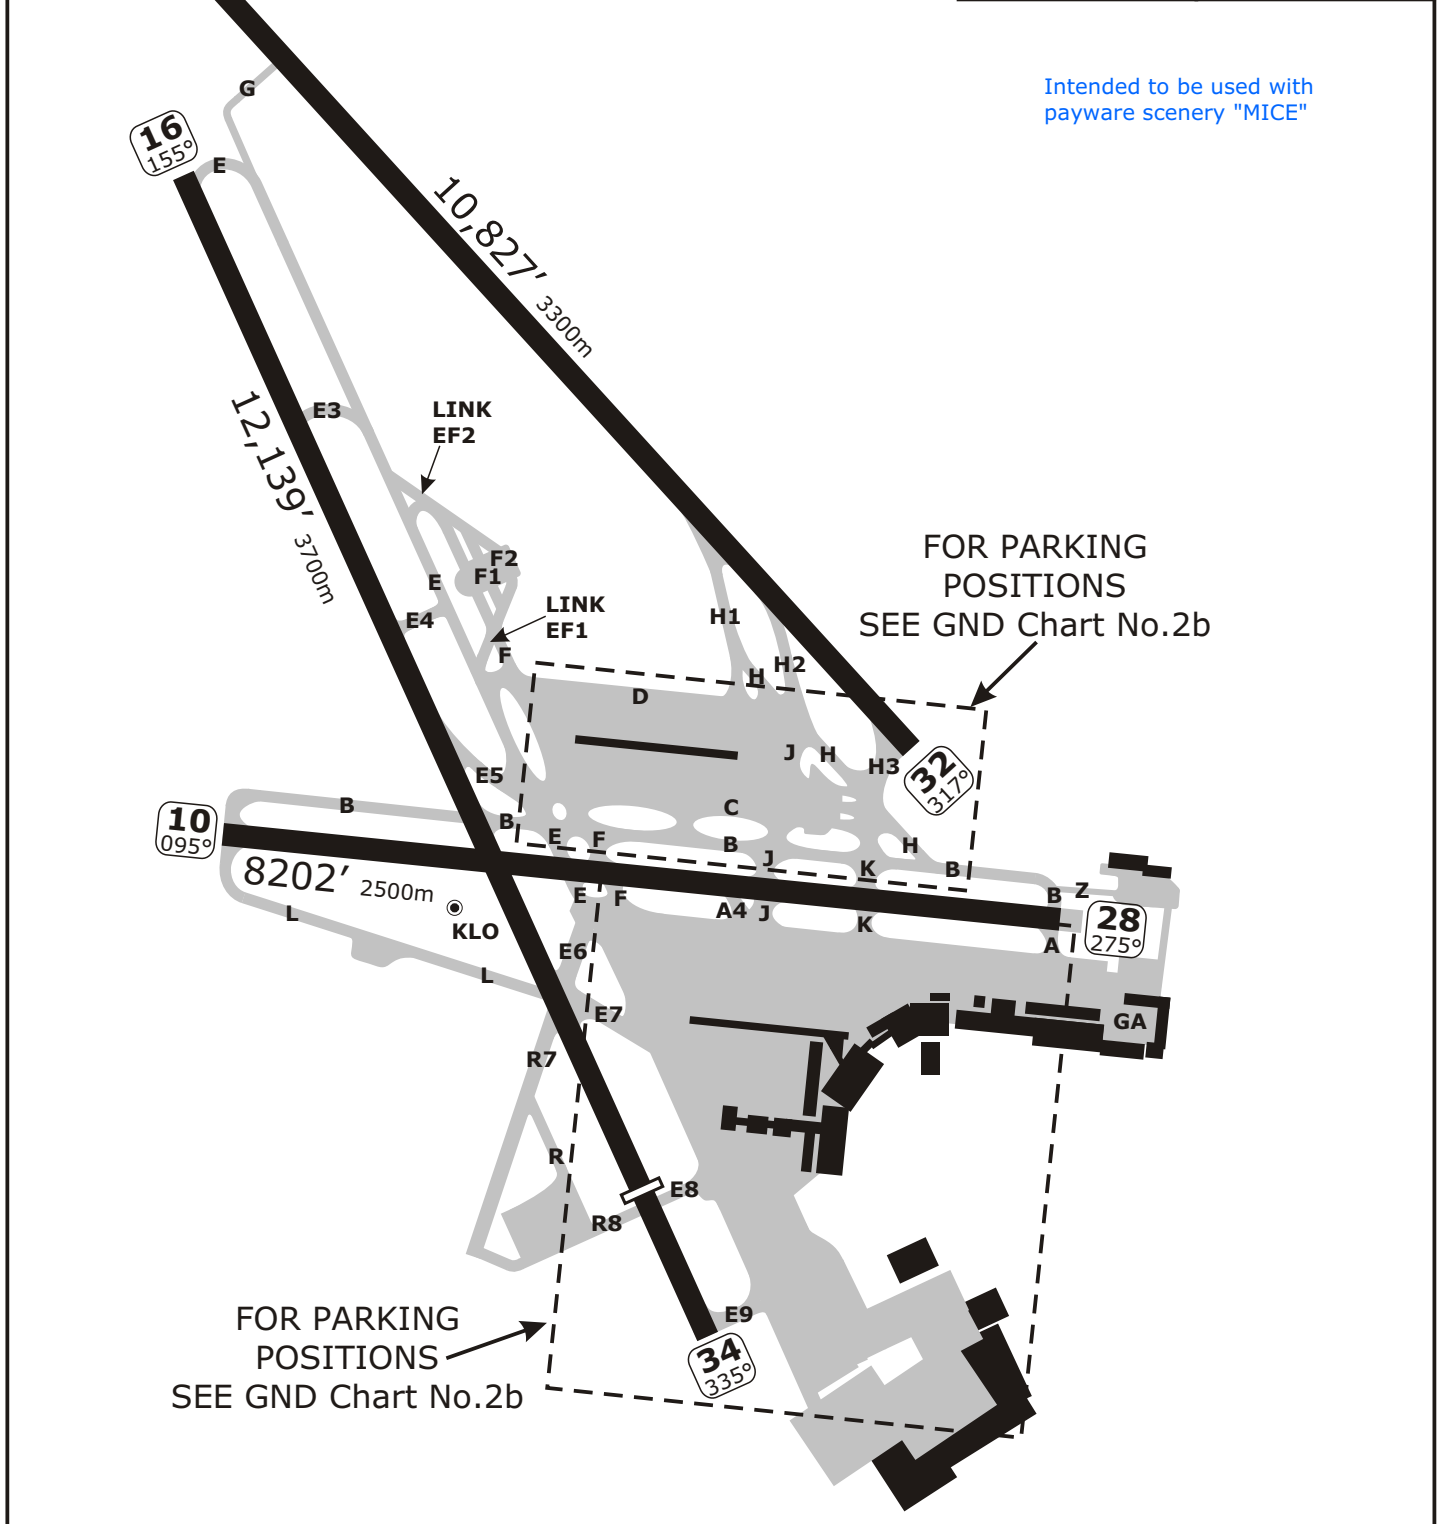 Intended to be used with
payware scenery "MICE"
G
16
155°
E
10,827’ 3300m
12,139’ 3700m
E3
LINK
EF2
F2
F1
E
E4
LINK
EF1
F
FOR PARKING
POSITIONS
SEE GND Chart No.2b
H1
H2
H
D
J
H
H3
32
317°
E5
B
C
10
095°
B
E
F
B
J
H
K
B
8202’ 2500m
E
F
A4
J
K
B
Z
28
275°
A
L
KLO
E6
L
E7
GA
R7
R
E8
R8
FOR PARKING
POSITIONS
SEE GND Chart No.2b
E9
34
335°